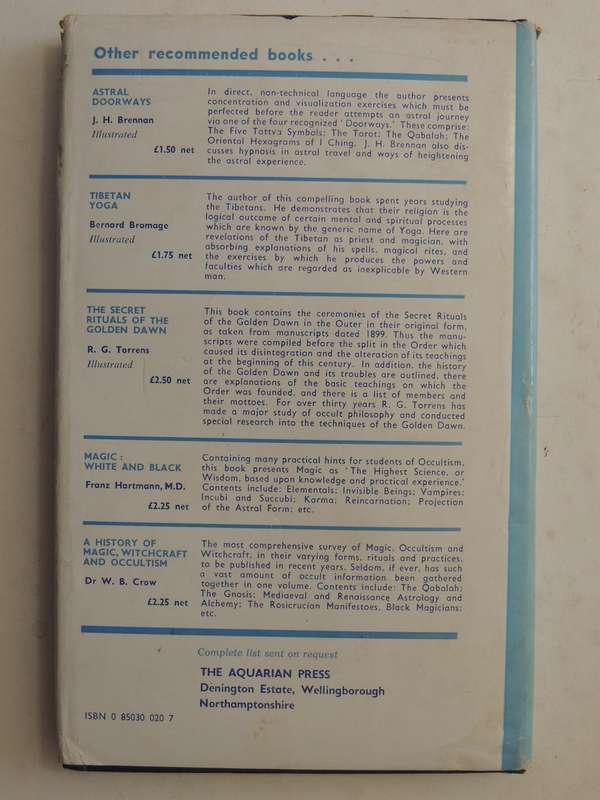 Other recommended books . . .
ASTRAL
DOORWAYS
J. H. Brennan
Illustrated
£1.50 net
In direct, non-technical language the author presents
concentration and visualization exercises which must be
perfected before the reader attempts an astral journey
via one of the four recognized 'Doorways.' These comprise:
The Five Tattva Symbols; The Tarot; The Qabalah; The
Oriental Hexagrams of I Ching. J. H. Brennan also dis-
cusses hypnosis in astral travel and ways of heightening
the astral experience.
TIBETAN
YOGA
Bernard Bromage
Illustrated
£1.75 net
The author of this compelling book spent years studying
the Tibetans. He demonstrates that their religion is the
logical outcome of certain mental and spiritual processes
which are known by the generic name of Yoga. Here are
revelations of the Tibetan as priest and magician, with
absorbing explanations of his spells, magical rites, and
the exercises by which he produces the powers and
faculties which are regarded as inexplicable by Western
man.
THE SECRET
RITUALS OF THE
GOLDEN DAWN
R. G. Torrens
Illustrated
£2.50 net
This book contains the ceremonies of the Secret Rituals
of the Golden Dawn in the Outer in their original form,
as taken from manuscripts dated 1899. Thus the manu-
scripts were compiled before the split in the Order which
caused its disintegration and the alteration of its teachings
at the beginning of this century. In addition, the history
of the Golden Dawn and its troubles are outlined, there
are explanations of the basic teachings on which the
Order was founded, and there is a list of members and
their mottoes. For over thirty years R. G. Torrens has
made a major study of occult philosophy and conducted
special research into the techniques of the Golden Dawn.
MAGIC:
WHITE AND BLACK
Franz Hartmann, M.D.
£2.25 net
Containing many practical hints for students of Occultism,
this book presents Magic as 'The Highest Science, or
Wisdom, based upon knowledge and practical experience.'
Contents include: Elementals; Invisible Beings; Vampires;
Incubi and Succubi; Karma; Reincarnation; Projection
of the Astral Form; etc.
A HISTORY OF
MAGIC, WITCHCRAFT
AND OCCULTISM
Dr W. B. Crow
£2.25 net
The most comprehensive survey of Magic, Occultism and
Witchcraft, in their varying forms, rituals and practices,
to be published in recent years. Seldom, if ever, has such
a vast amount of occult information been gathered
together in one volume. Contents include: The Qabalah;
The Gnosis; Mediaeval and Renaissance Astrology and
Alchemy; The Rosicrucian Manifestoes, Black Magicians;
etc.
Complete list sent on request
THE AQUARIAN PRESS
Denington Estate, Wellingborough
Northamptonshire
ISBN 0 85030 020 7